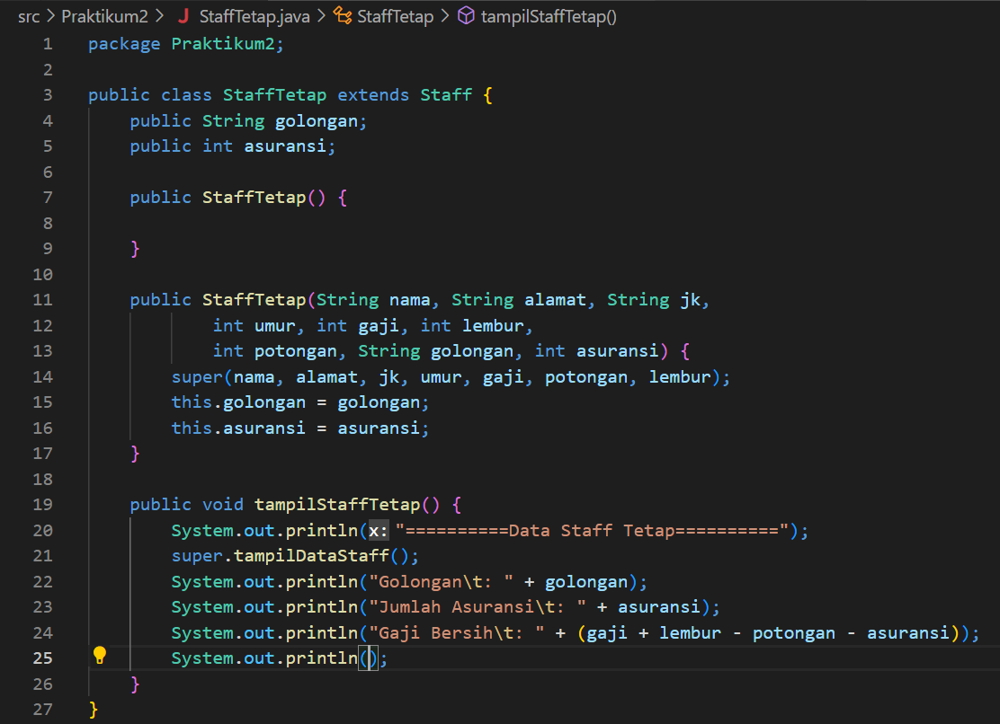 src > Praktikum2 > J StaffTetap.java > StaffTetap > tampilStaffTetap()
1 package Praktikum2;
2
3 public class StaffTetap extends Staff {
4     public String golongan;
5     public int asuransi;
6
7     public StaffTetap() {
8
9     }
10
11     public StaffTetap(String nama, String alamat, String jk,
12             int umur, int gaji, int lembur,
13             int potongan, String golongan, int asuransi) {
14         super(nama, alamat, jk, umur, gaji, potongan, lembur);
15         this.golongan = golongan;
16         this.asuransi = asuransi;
17     }
18
19     public void tampilStaffTetap() {
20         System.out.println(x: "==========Data Staff Tetap==========");
21         super.tampilDataStaff();
22         System.out.println("Golongan\t: " + golongan);
23         System.out.println("Jumlah Asuransi\t: " + asuransi);
24         System.out.println("Gaji Bersih\t: " + (gaji + lembur - potongan - asuransi));
25         System.out.println();
26     }
27 }